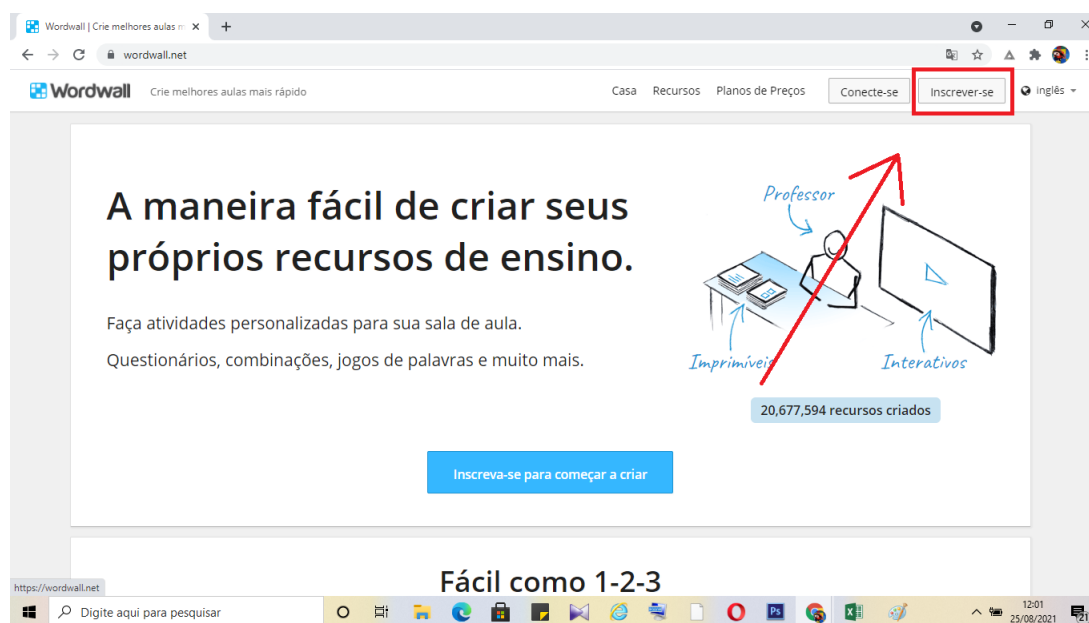 Wordwall | Crie melhores aulas m
wordwall.net
Wordwall
Crie melhores aulas mais rápido
Casa
Recursos
Planos de Preços
Conecte-se
Inscrever-se
inglês
A maneira fácil de criar seus
próprios recursos de ensino.
Faça atividades personalizadas para sua sala de aula.
Questionários, combinações, jogos de palavras e muito mais.
Professor
Imprimíveis
Interativos
20,677,594 recursos criados
Inscreva-se para começar a criar
Fácil como 1-2-3
https://wordwall.net
Digite aqui para pesquisar
Ps
12:01
25/08/2021
21